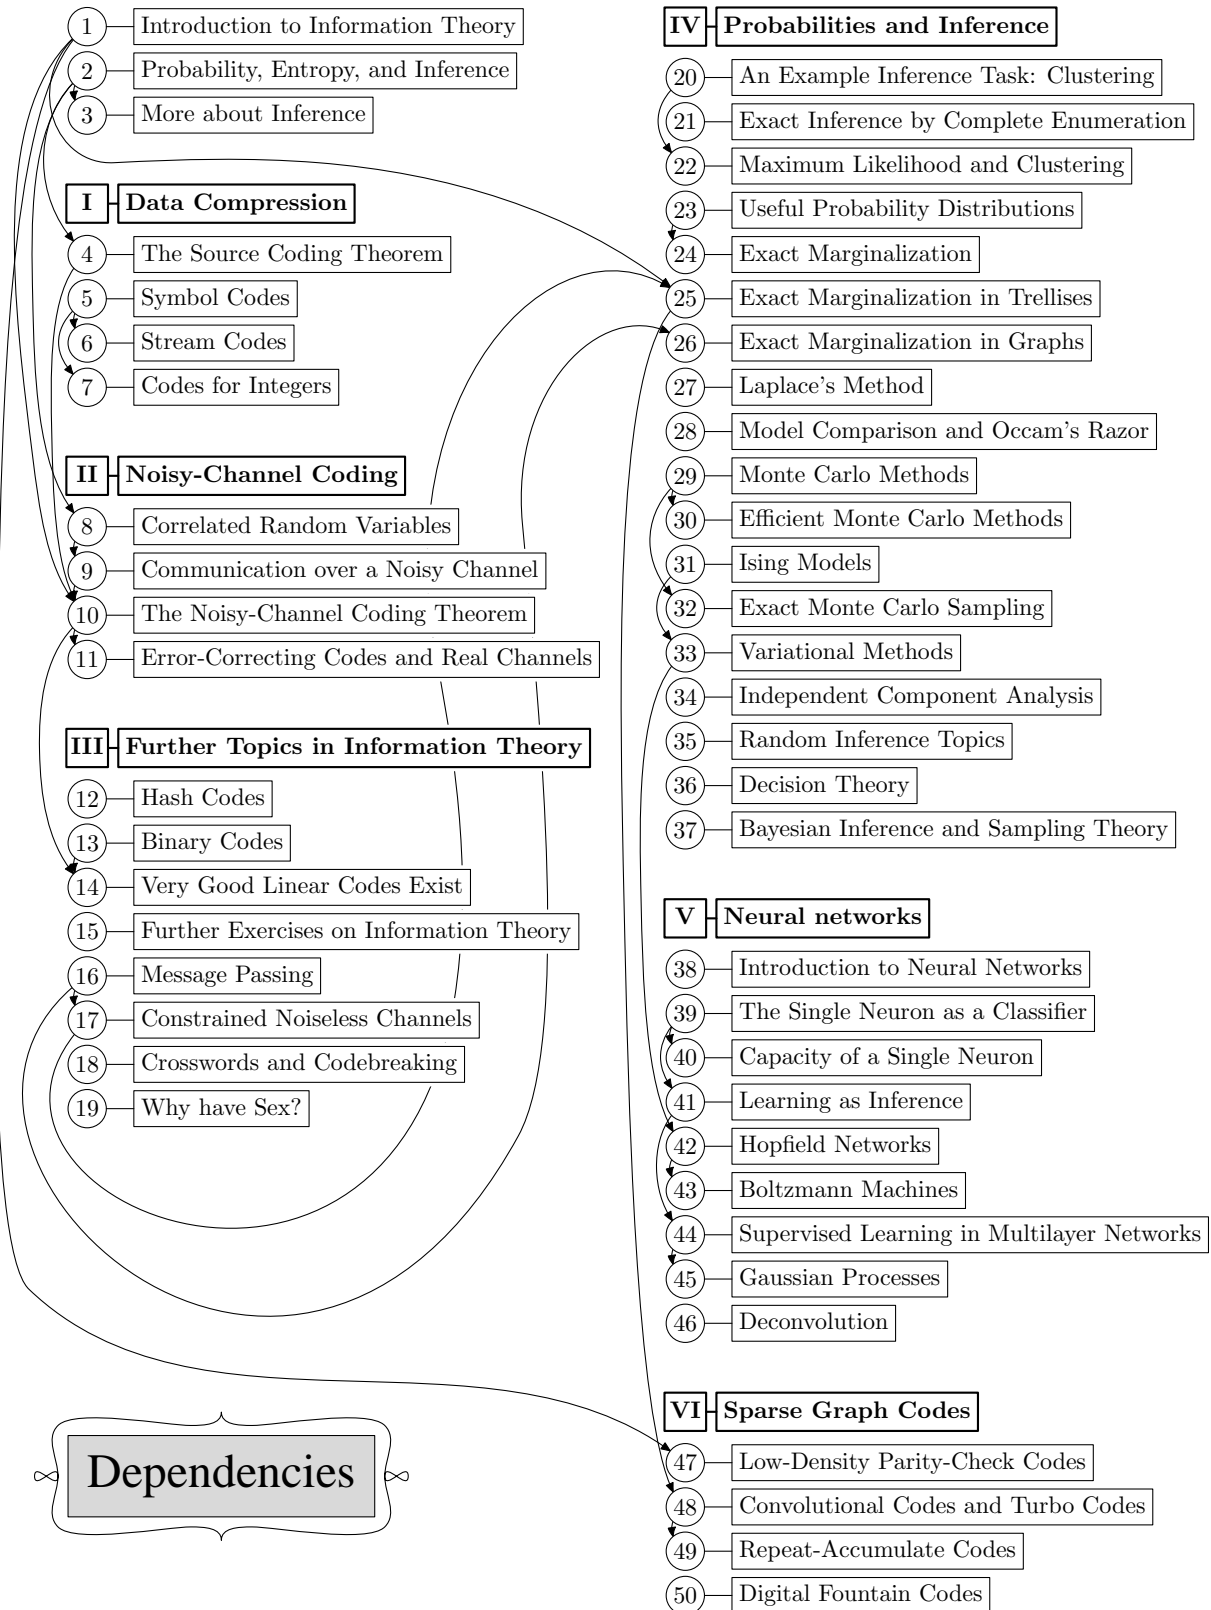 1 Introduction to Information Theory
2 Probability, Entropy, and Inference
3 More about Inference
I Data Compression
4 The Source Coding Theorem
5 Symbol Codes
6 Stream Codes
7 Codes for Integers
II Noisy-Channel Coding
8 Correlated Random Variables
9 Communication over a Noisy Channel
10 The Noisy-Channel Coding Theorem
11 Error-Correcting Codes and Real Channels
III Further Topics in Information Theory
12 Hash Codes
13 Binary Codes
14 Very Good Linear Codes Exist
15 Further Exercises on Information Theory
16 Message Passing
17 Constrained Noiseless Channels
18 Crosswords and Codebreaking
19 Why have Sex?
Dependencies
IV Probabilities and Inference
20 An Example Inference Task: Clustering
21 Exact Inference by Complete Enumeration
22 Maximum Likelihood and Clustering
23 Useful Probability Distributions
24 Exact Marginalization
25 Exact Marginalization in Trellises
26 Exact Marginalization in Graphs
27 Laplace's Method
28 Model Comparison and Occam's Razor
29 Monte Carlo Methods
30 Efficient Monte Carlo Methods
31 Ising Models
32 Exact Monte Carlo Sampling
33 Variational Methods
34 Independent Component Analysis
35 Random Inference Topics
36 Decision Theory
37 Bayesian Inference and Sampling Theory
V Neural networks
38 Introduction to Neural Networks
39 The Single Neuron as a Classifier
40 Capacity of a Single Neuron
41 Learning as Inference
42 Hopfield Networks
43 Boltzmann Machines
44 Supervised Learning in Multilayer Networks
45 Gaussian Processes
46 Deconvolution
VI Sparse Graph Codes
47 Low-Density Parity-Check Codes
48 Convolutional Codes and Turbo Codes
49 Repeat-Accumulate Codes
50 Digital Fountain Codes